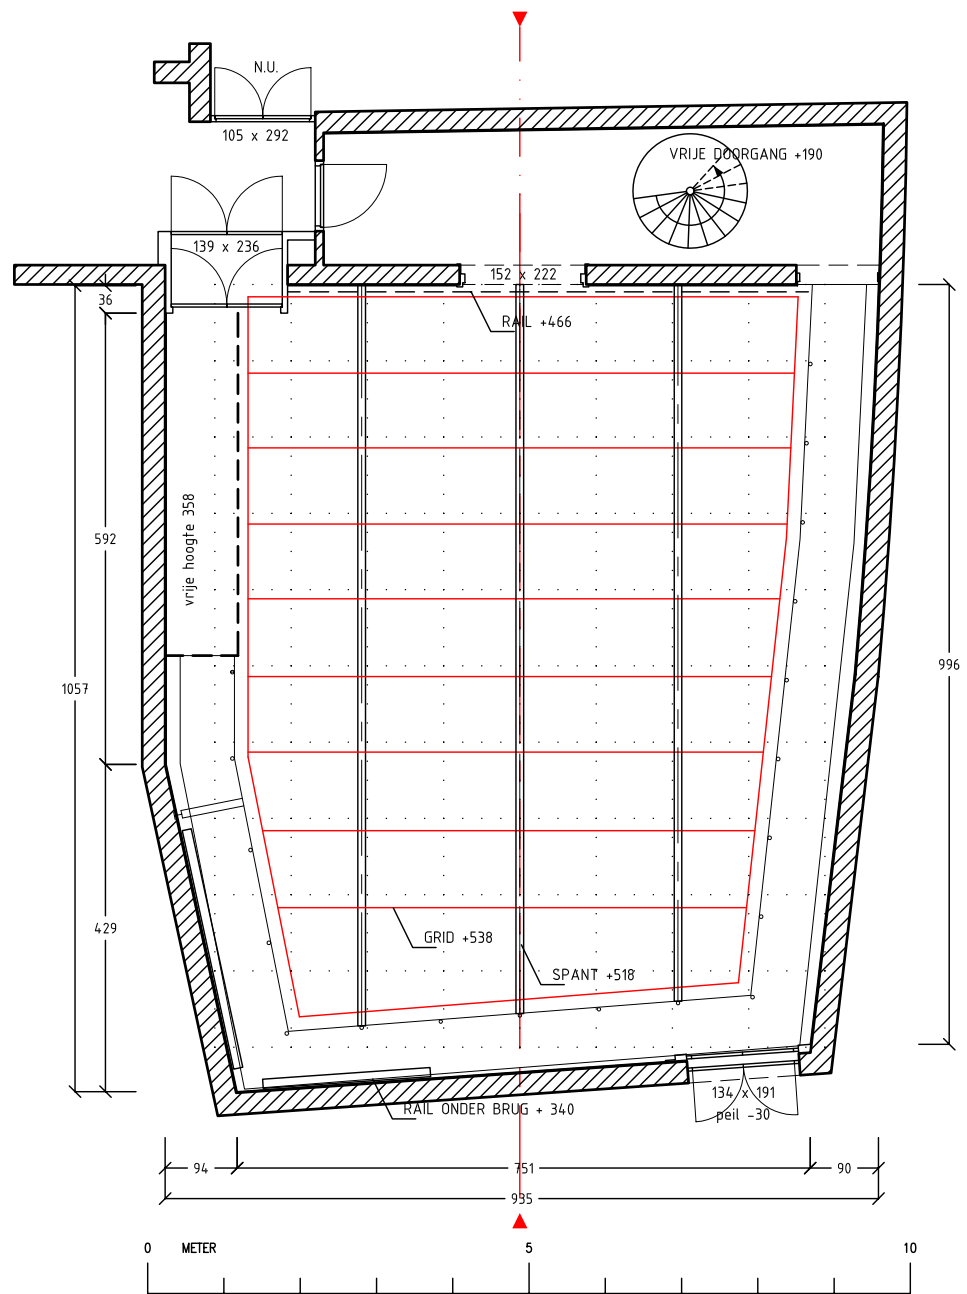 N.U.
105 x 292
VRIJE DOORGANG +190
139 x 236
152 x 222
36
RAIL +466
vrije hoogte 358
592
996
1057
429
GRID +538
SPANT +518
134 x 191
RAIL ONDER BRUG + 340
peil -30
94
751
90
935
0
METER
5
10